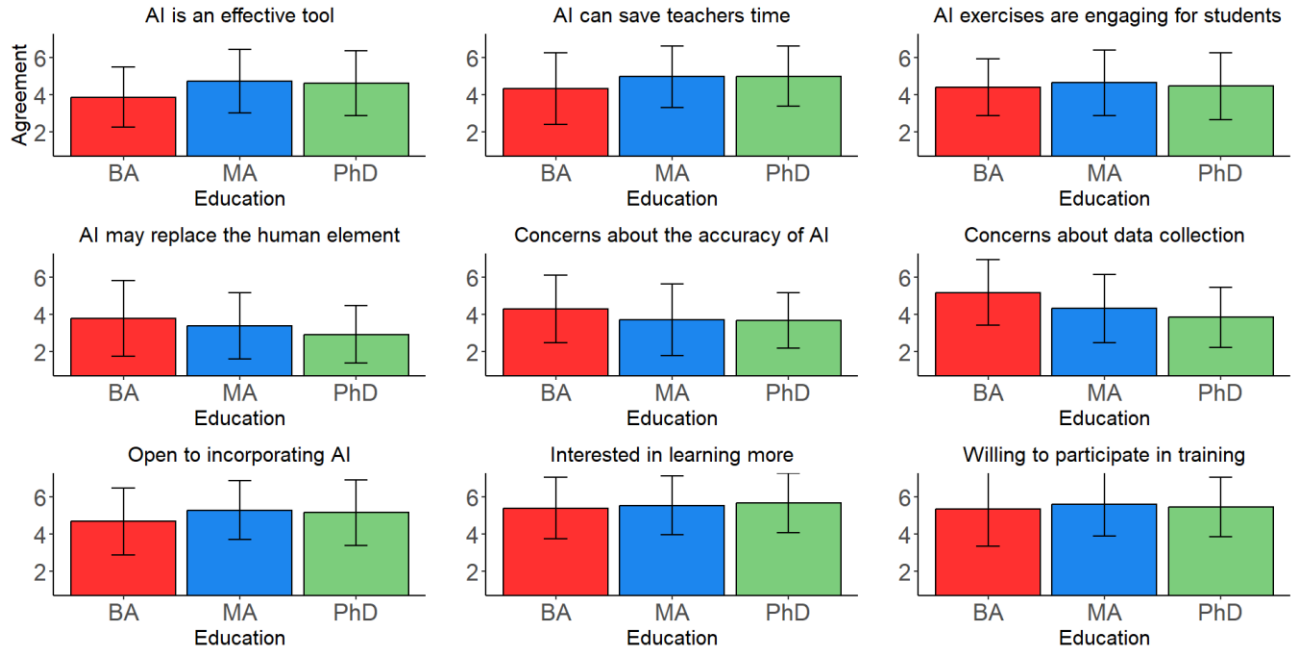 AI is an effective tool
AI can save teachers time
AI exercises are engaging for students
Agreement
6
4
2
BA MA PhD
Education
6
4
2
BA MA PhD
Education
6
4
2
BA MA PhD
Education
AI may replace the human element
Concerns about the accuracy of AI
Concerns about data collection
6
4
2
BA MA PhD
Education
6
4
2
BA MA PhD
Education
6
4
2
BA MA PhD
Education
Open to incorporating AI
Interested in learning more
Willing to participate in training
6
4
2
BA MA PhD
Education
6
4
2
BA MA PhD
Education
6
4
2
BA MA PhD
Education